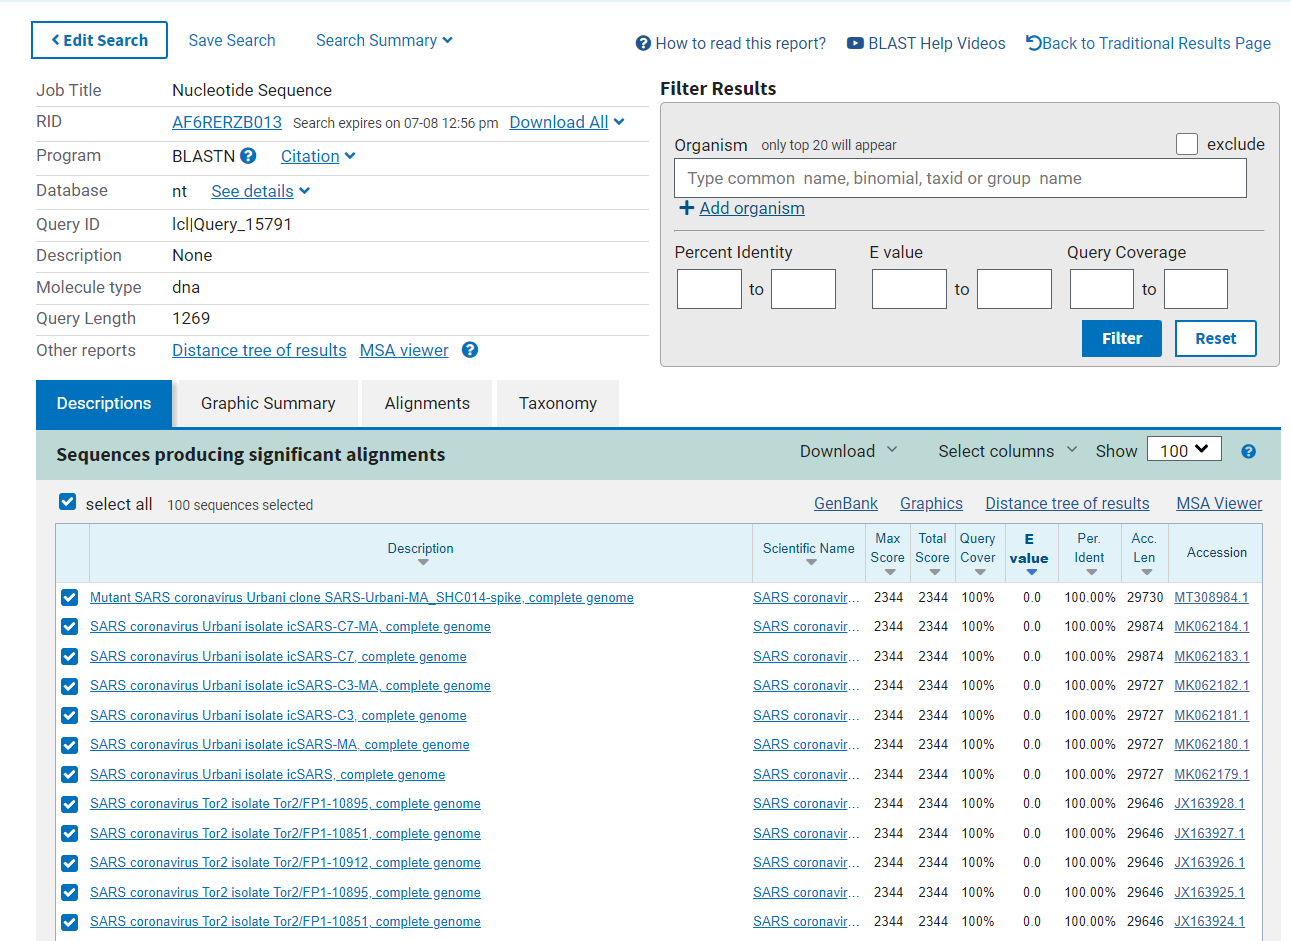 Edit Search Save Search Search Summary
How to read this report? BLAST Help Videos Back to Traditional Results Page
Job Title Nucleotide Sequence
RID AF6RERZB013 Search expires on 07-08 12:56 pm Download All
Program BLASTN Citation
Database nt See details
Query ID lcl|Query_15791
Description None
Molecule type dna
Query Length 1269
Other reports Distance tree of results MSA viewer
Filter Results
Organism only top 20 will appear exclude
Type common name, binomial, taxid or group name
Add organism
Percent Identity E value Query Coverage
to to to
Filter Reset
Descriptions Graphic Summary Alignments Taxonomy
Sequences producing significant alignments Download Select columns Show 100
select all 100 sequences selected GenBank Graphics Distance tree of results MSA Viewer
Description Scientific Name Max Score Total Score Query Cover E value Per. Ident Acc. Len Accession
Mutant SARS coronavirus Urbani clone SARS-Urbani-MA_SHC014-spike, complete genome SARS coronavir... 2344 2344 100% 0.0 100.00% 29730 MT308984.1
SARS coronavirus Urbani isolate icSARS-C7-MA, complete genome SARS coronavir... 2344 2344 100% 0.0 100.00% 29874 MK062184.1
SARS coronavirus Urbani isolate icSARS-C7, complete genome SARS coronavir... 2344 2344 100% 0.0 100.00% 29874 MK062183.1
SARS coronavirus Urbani isolate icSARS-C3-MA, complete genome SARS coronavir... 2344 2344 100% 0.0 100.00% 29727 MK062182.1
SARS coronavirus Urbani isolate icSARS-C3, complete genome SARS coronavir... 2344 2344 100% 0.0 100.00% 29727 MK062181.1
SARS coronavirus Urbani isolate icSARS-MA, complete genome SARS coronavir... 2344 2344 100% 0.0 100.00% 29727 MK062180.1
SARS coronavirus Urbani isolate icSARS, complete genome SARS coronavir... 2344 2344 100% 0.0 100.00% 29727 MK062179.1
SARS coronavirus Tor2 isolate Tor2/FP1-10895, complete genome SARS coronavir... 2344 2344 100% 0.0 100.00% 29646 JX163928.1
SARS coronavirus Tor2 isolate Tor2/FP1-10851, complete genome SARS coronavir... 2344 2344 100% 0.0 100.00% 29646 JX163927.1
SARS coronavirus Tor2 isolate Tor2/FP1-10912, complete genome SARS coronavir... 2344 2344 100% 0.0 100.00% 29646 JX163926.1
SARS coronavirus Tor2 isolate Tor2/FP1-10895, complete genome SARS coronavir... 2344 2344 100% 0.0 100.00% 29646 JX163925.1
SARS coronavirus Tor2 isolate Tor2/FP1-10851, complete genome SARS coronavir... 2344 2344 100% 0.0 100.00% 29646 JX163924.1